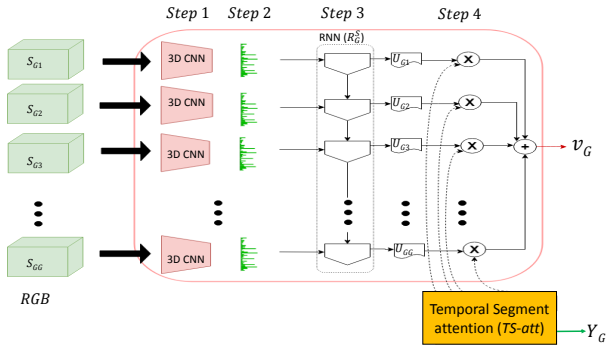 Step 1 Step 2 Step 3 Step 4
RNN (R_G^S)
S_G1 3D CNN U_G1 ×
S_G2 3D CNN U_G2 ×
S_G3 3D CNN U_G3 × + v_G
S_GG 3D CNN U_GG ×
RGB
Temporal Segment
attention (TS-att)
Y_G